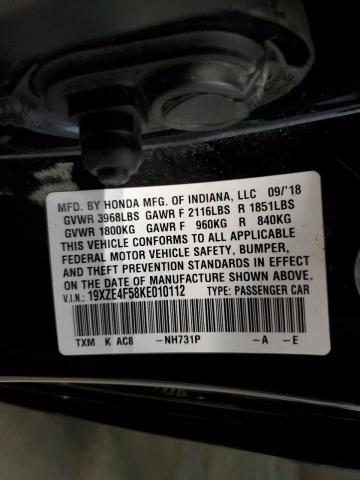 MFD. BY HONDA MFG. OF INDIANA, LLC 09/'18
GVWR 3968LBS GAWR F 2116LBS R 1851LBS
GVWR 1800KG GAWR F 960KG R 840KG
THIS VEHICLE CONFORMS TO ALL APPLICABLE
FEDERAL MOTOR VEHICLE SAFETY, BUMPER,
AND THEFT PREVENTION STANDARDS IN EFFECT
ON THE DATE OF MANUFACTURE SHOWN ABOVE.
V.I.N.: 19XZE4F58KE010112 TYPE: PASSENGER CAR
TXM K AC8 -NH731P -A -E